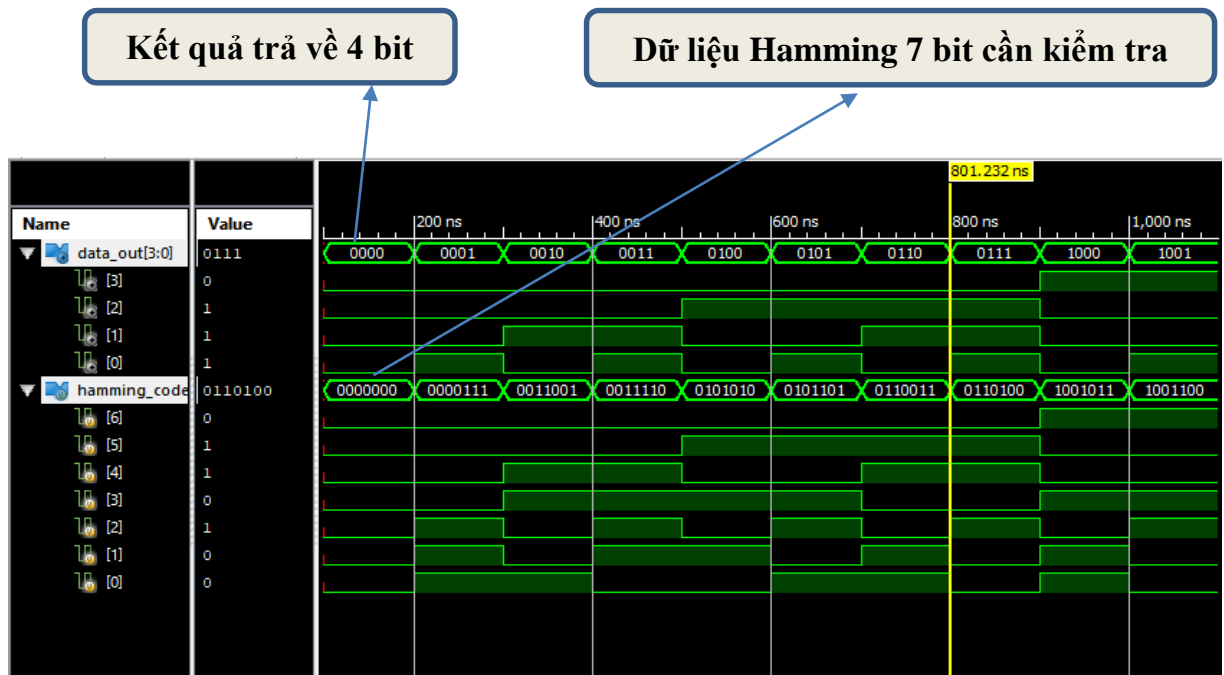 Kết quả trả về 4 bit
Dữ liệu Hamming 7 bit cần kiểm tra
801.232 ns
Name Value 200 ns 400 ns 600 ns 800 ns 1,000 ns
data_out[3:0] 0111 0000 0001 0010 0011 0100 0101 0110 0111 1000 1001
[3] 0
[2] 1
[1] 1
[0] 1
hamming_code 0110100 0000000 0000111 0011001 0011110 0101010 0101101 0110011 0110100 1001011 1001100
[6] 0
[5] 1
[4] 1
[3] 0
[2] 1
[1] 0
[0] 0